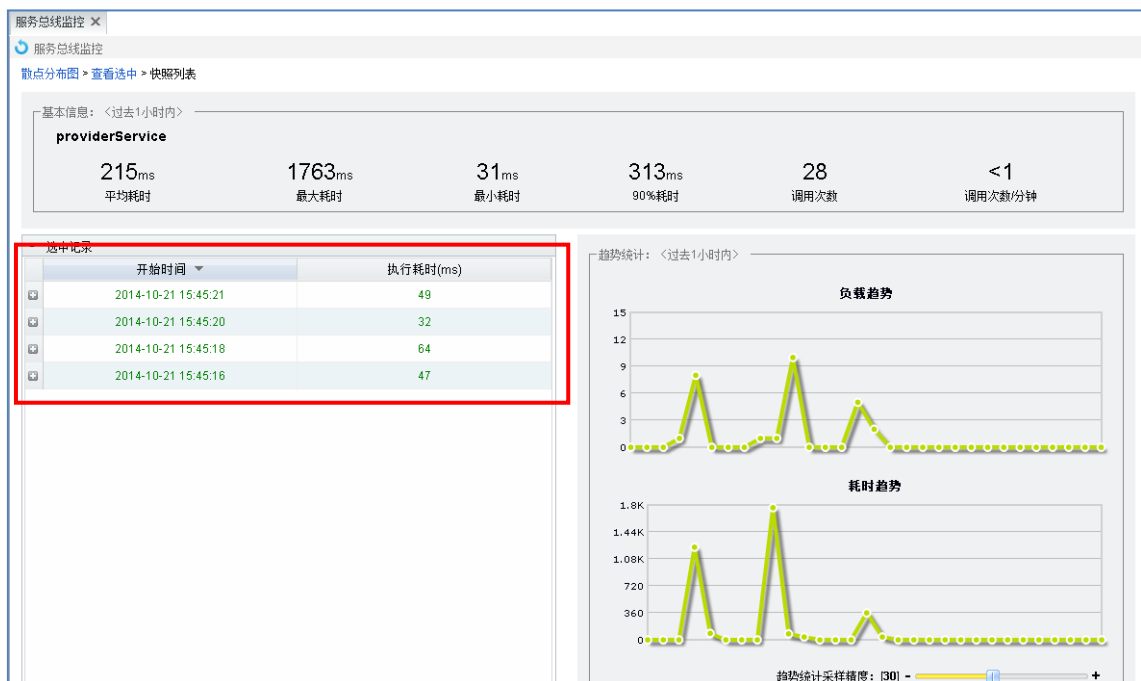 服务总线监控
服务总线监控
散点分布图 > 查看选中 > 快照列表
基本信息：〈过去1小时内〉
providerService
215ms 1763ms 31ms 313ms 28 <1
平均耗时 最大耗时 最小耗时 90%耗时 调用次数 调用次数/分钟
选中记录
开始时间 执行耗时(ms)
2014-10-21 15:45:21 49
2014-10-21 15:45:20 32
2014-10-21 15:45:18 64
2014-10-21 15:45:16 47
趋势统计：〈过去1小时内〉
负载趋势
15
12
9
6
3
0
耗时趋势
1.8K
1.44K
1.08K
720
360
0
趋势统计采样精度：[30] - +